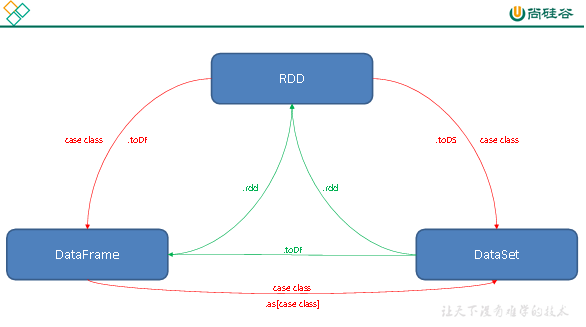 尚硅谷
RDD
case class
.toDF
.toDS
case class
.rdd
.rdd
DataFrame
.toDF
DataSet
case class
.as[case class]
让天下没有难学的技术